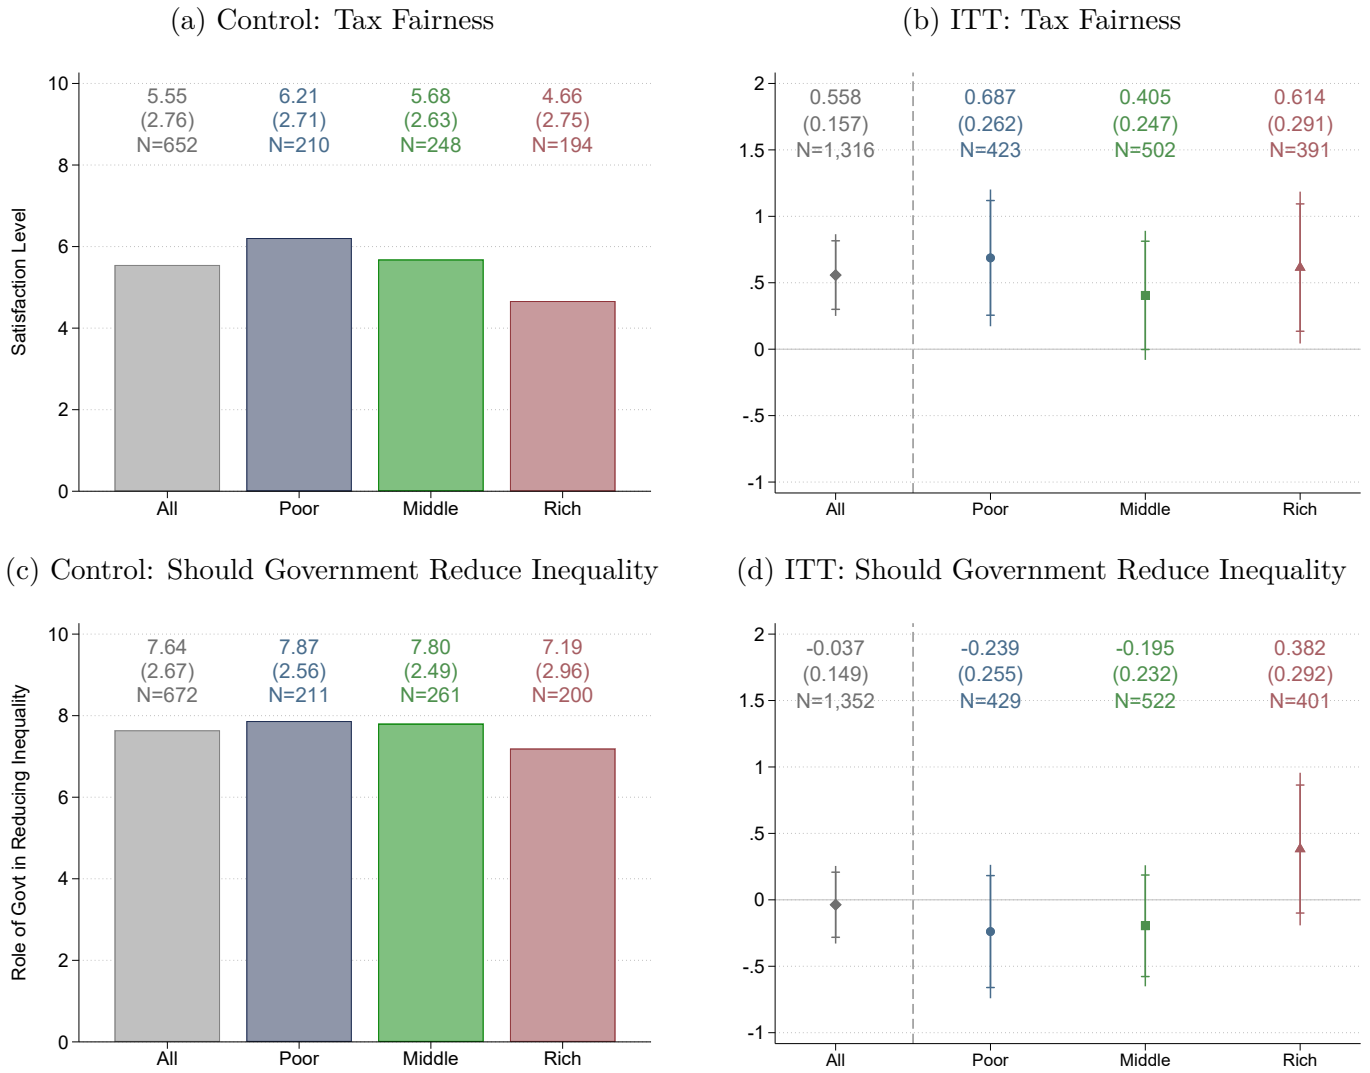 (a) Control: Tax Fairness
10
8
6
4
2
0
Satisfaction Level
5.55 6.21 5.68 4.66
(2.76) (2.71) (2.63) (2.75)
N=652 N=210 N=248 N=194
All Poor Middle Rich
(b) ITT: Tax Fairness
2
1.5
1
.5
0
-.5
-1
0.558 0.687 0.405 0.614
(0.157) (0.262) (0.247) (0.291)
N=1,316 N=423 N=502 N=391
All Poor Middle Rich
(c) Control: Should Government Reduce Inequality
10
8
6
4
2
0
Role of Govt in Reducing Inequality
7.64 7.87 7.80 7.19
(2.67) (2.56) (2.49) (2.96)
N=672 N=211 N=261 N=200
All Poor Middle Rich
(d) ITT: Should Government Reduce Inequality
2
1.5
1
.5
0
-.5
-1
-0.037 -0.239 -0.195 0.382
(0.149) (0.255) (0.232) (0.292)
N=1,352 N=429 N=522 N=401
All Poor Middle Rich